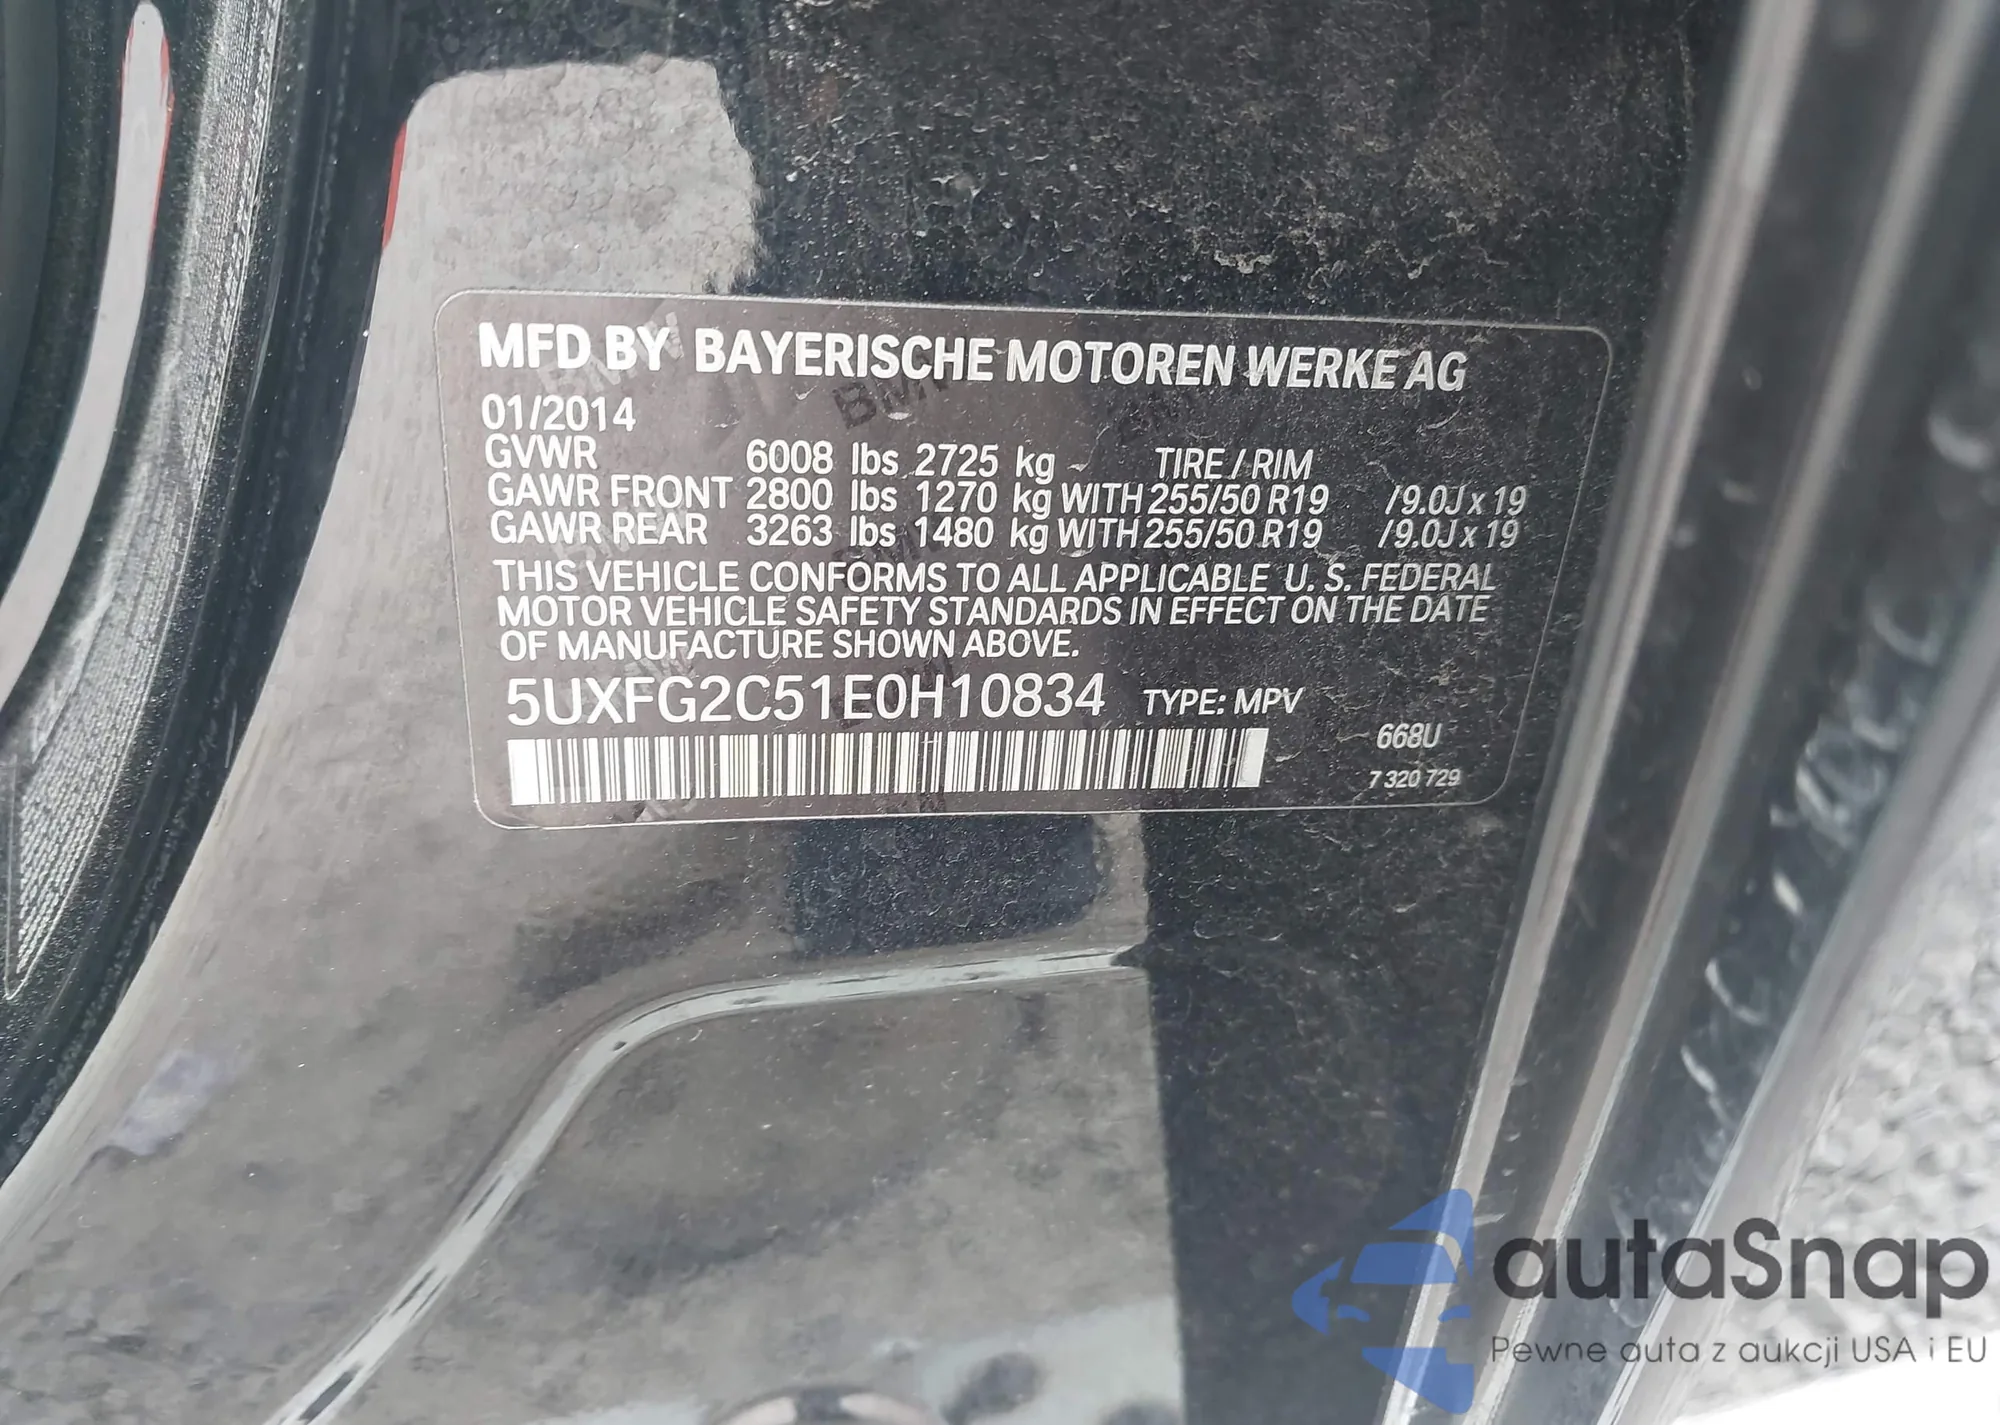 MFD BY BAYERISCHE MOTOREN WERKE AG
01/2014
GVWR 6008 lbs 2725 kg TIRE / RIM
GAWR FRONT 2800 lbs 1270 kg WITH 255/50 R19 /9.0J x 19
GAWR REAR 3263 lbs 1480 kg WITH 255/50 R19 /9.0J x 19
THIS VEHICLE CONFORMS TO ALL APPLICABLE U. S. FEDERAL
MOTOR VEHICLE SAFETY STANDARDS IN EFFECT ON THE DATE
OF MANUFACTURE SHOWN ABOVE.
5UXFG2C51E0H10834 TYPE: MPV
668U
7 320 729
autaSnap
Pewne auta z aukcji USA i EU